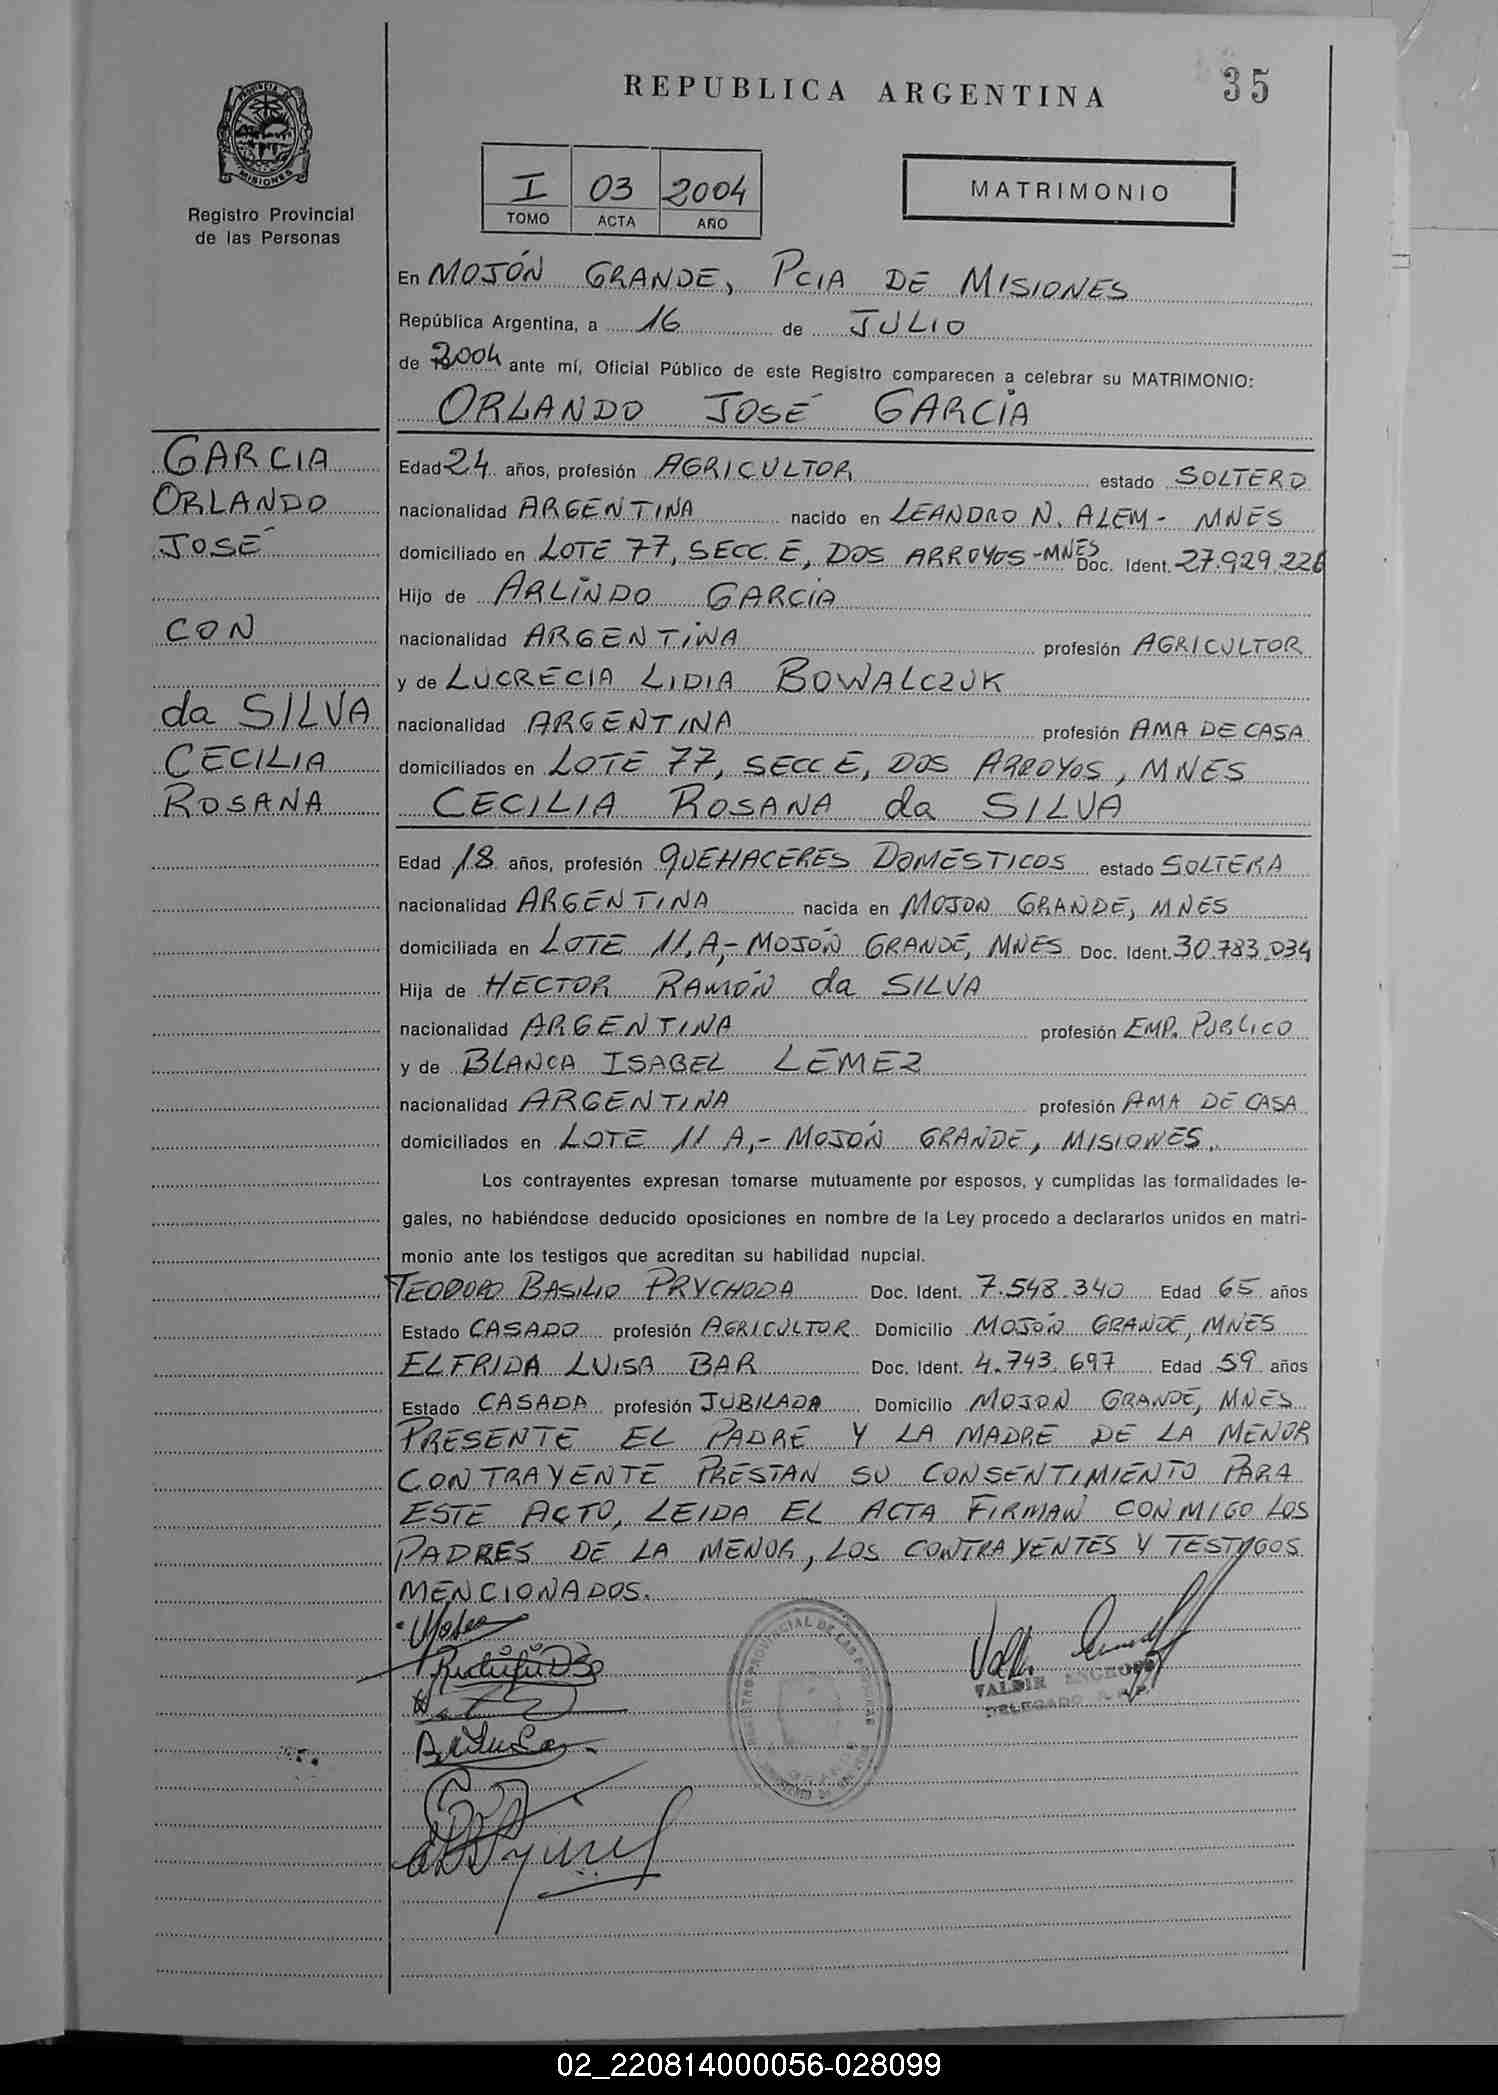 REPUBLICA ARGENTINA
35
PROVINCIA DE
MISIONES
Registro Provincial
de las Personas
I 03 2004
TOMO ACTA AÑO
MATRIMONIO
En MOJÓN GRANDE, PCIA DE MISIONES
República Argentina, a 16 de JULIO
de 2004 ante mí, Oficial Público de este Registro comparecen a celebrar su MATRIMONIO:
ORLANDO JOSÉ GARCIA
GARCIA
ORLANDO
JOSÉ
CON
da SILVA
CECILIA
ROSANA
Edad 24 años, profesión AGRICULTOR estado SOLTERO
nacionalidad ARGENTINA nacido en LEANDRO N. ALEM - MNES
domiciliado en LOTE 77, SECC. E, DOS ARROYOS - MNES Doc. Ident. 27.929.226
Hijo de ARLINDO GARCIA
nacionalidad ARGENTINA profesión AGRICULTOR
y de LUCRECIA LIDIA BOWALCZUK
nacionalidad ARGENTINA profesión AMA DE CASA
domiciliados en LOTE 77, SECC E, DOS ARROYOS, MNES
CECILIA ROSANA da SILVA
Edad 18 años, profesión QUEHACERES DOMÉSTICOS estado SOLTERA
nacionalidad ARGENTINA nacida en MOJON GRANDE, MNES
domiciliada en LOTE 11, A,- MOJÓN GRANDE, MNES Doc. Ident. 30.783.034
Hija de HECTOR RAMÓN da SILVA
nacionalidad ARGENTINA profesión EMP. PUBLICO
y de BLANCA ISABEL LEMEZ
nacionalidad ARGENTINA profesión AMA DE CASA
domiciliados en LOTE 11 A,- MOJÓN GRANDE, MISIONES.
Los contrayentes expresan tomarse mutuamente por esposos, y cumplidas las formalidades le-
gales, no habiéndose deducido oposiciones en nombre de la Ley procedo a declararlos unidos en matri-
monio ante los testigos que acreditan su habilidad nupcial.
TEODORO BASILIO PRYCHODA Doc. Ident. 7.548.340 Edad 65 años
Estado CASADO profesión AGRICULTOR Domicilio MOJÓN GRANDE, MNES
ELFRIDA LUISA BAR Doc. Ident. 4.743.697 Edad 59 años
Estado CASADA profesión JUBILADA Domicilio MOJON GRANDE, MNES
PRESENTE EL PADRE Y LA MADRE DE LA MENOR
CONTRAYENTE PRESTAN SU CONSENTIMIENTO PARA
ESTE ACTO, LEIDA EL ACTA FIRMAN CONMIGO LOS
PADRES DE LA MENOR, LOS CONTRAYENTES Y TESTIGOS
MENCIONADOS.
REGISTRO PROVINCIAL DE LAS PERSONAS
VALDIR
DELEGADO
02_220814000056-028099